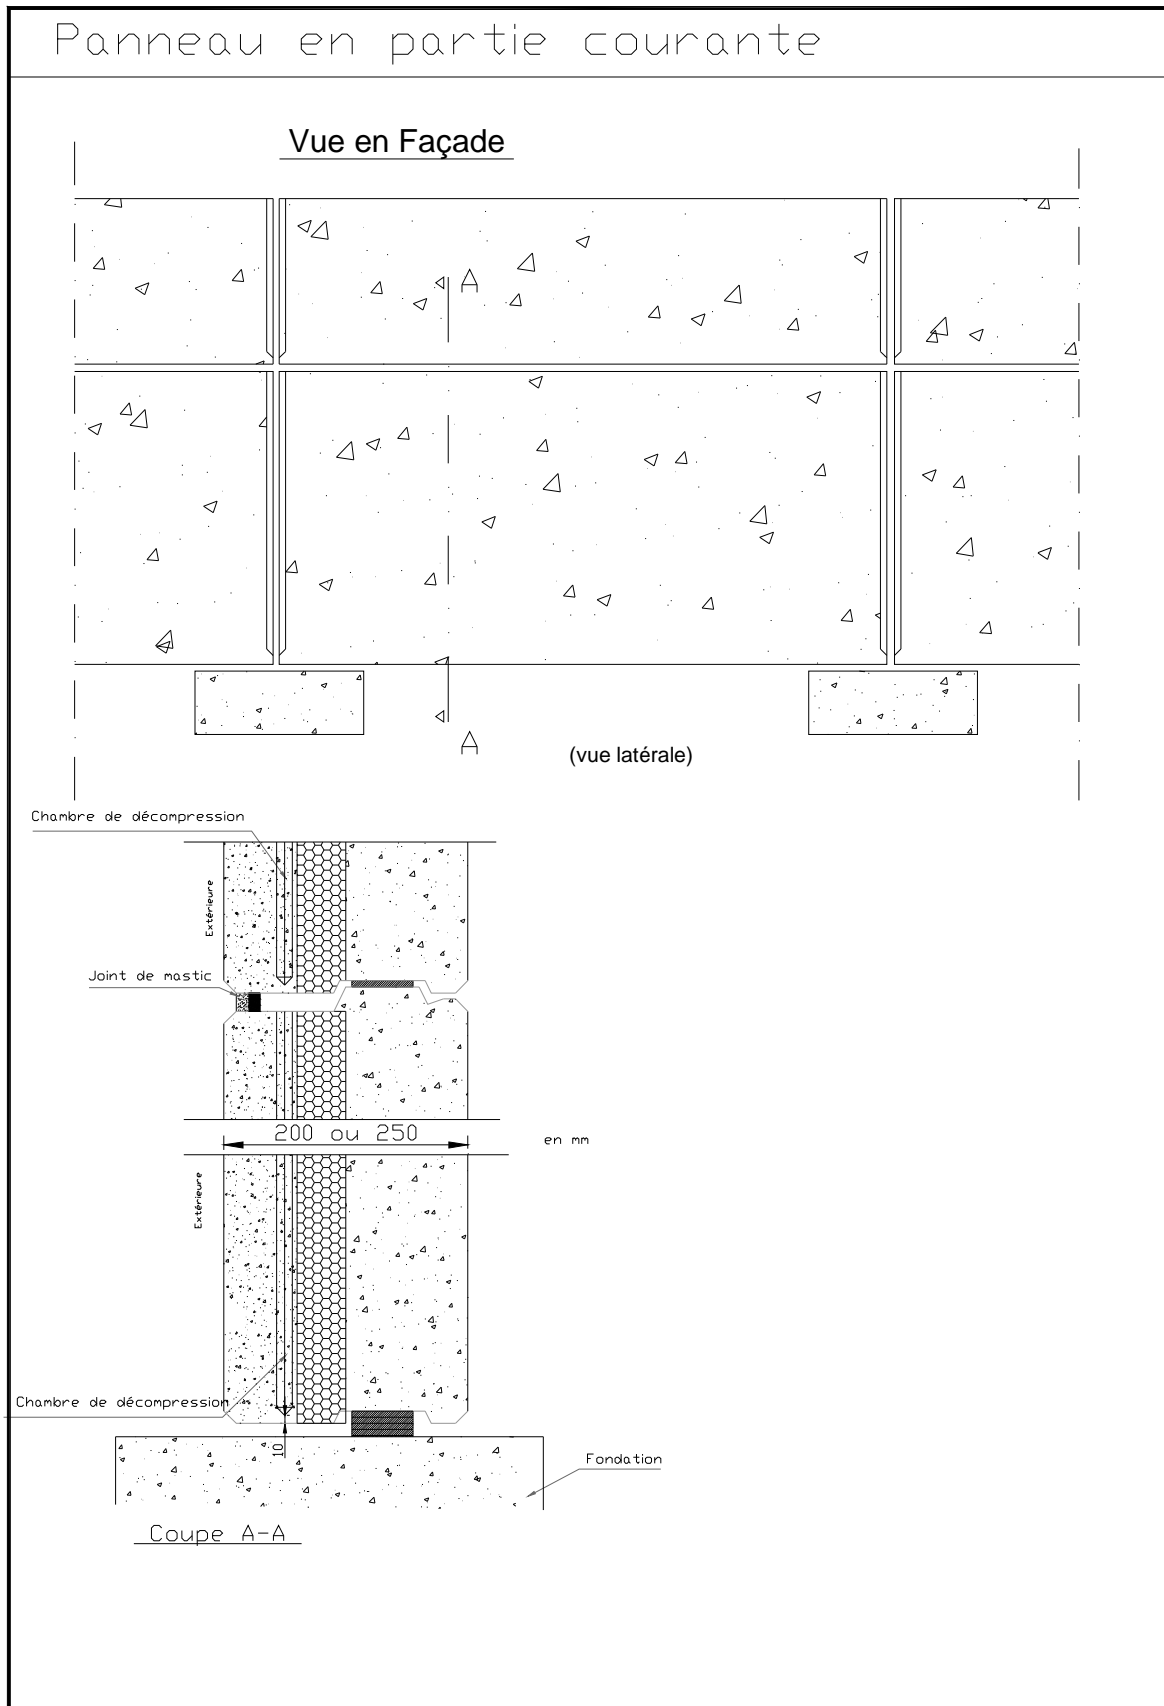 Panneau en partie courante
Vue en Façade
A
A
(vue latérale)
Chambre de décompression
Extérieure
Joint de mastic
200 ou 250
en mm
Extérieure
Chambre de décompression
10
Fondation
Coupe A-A